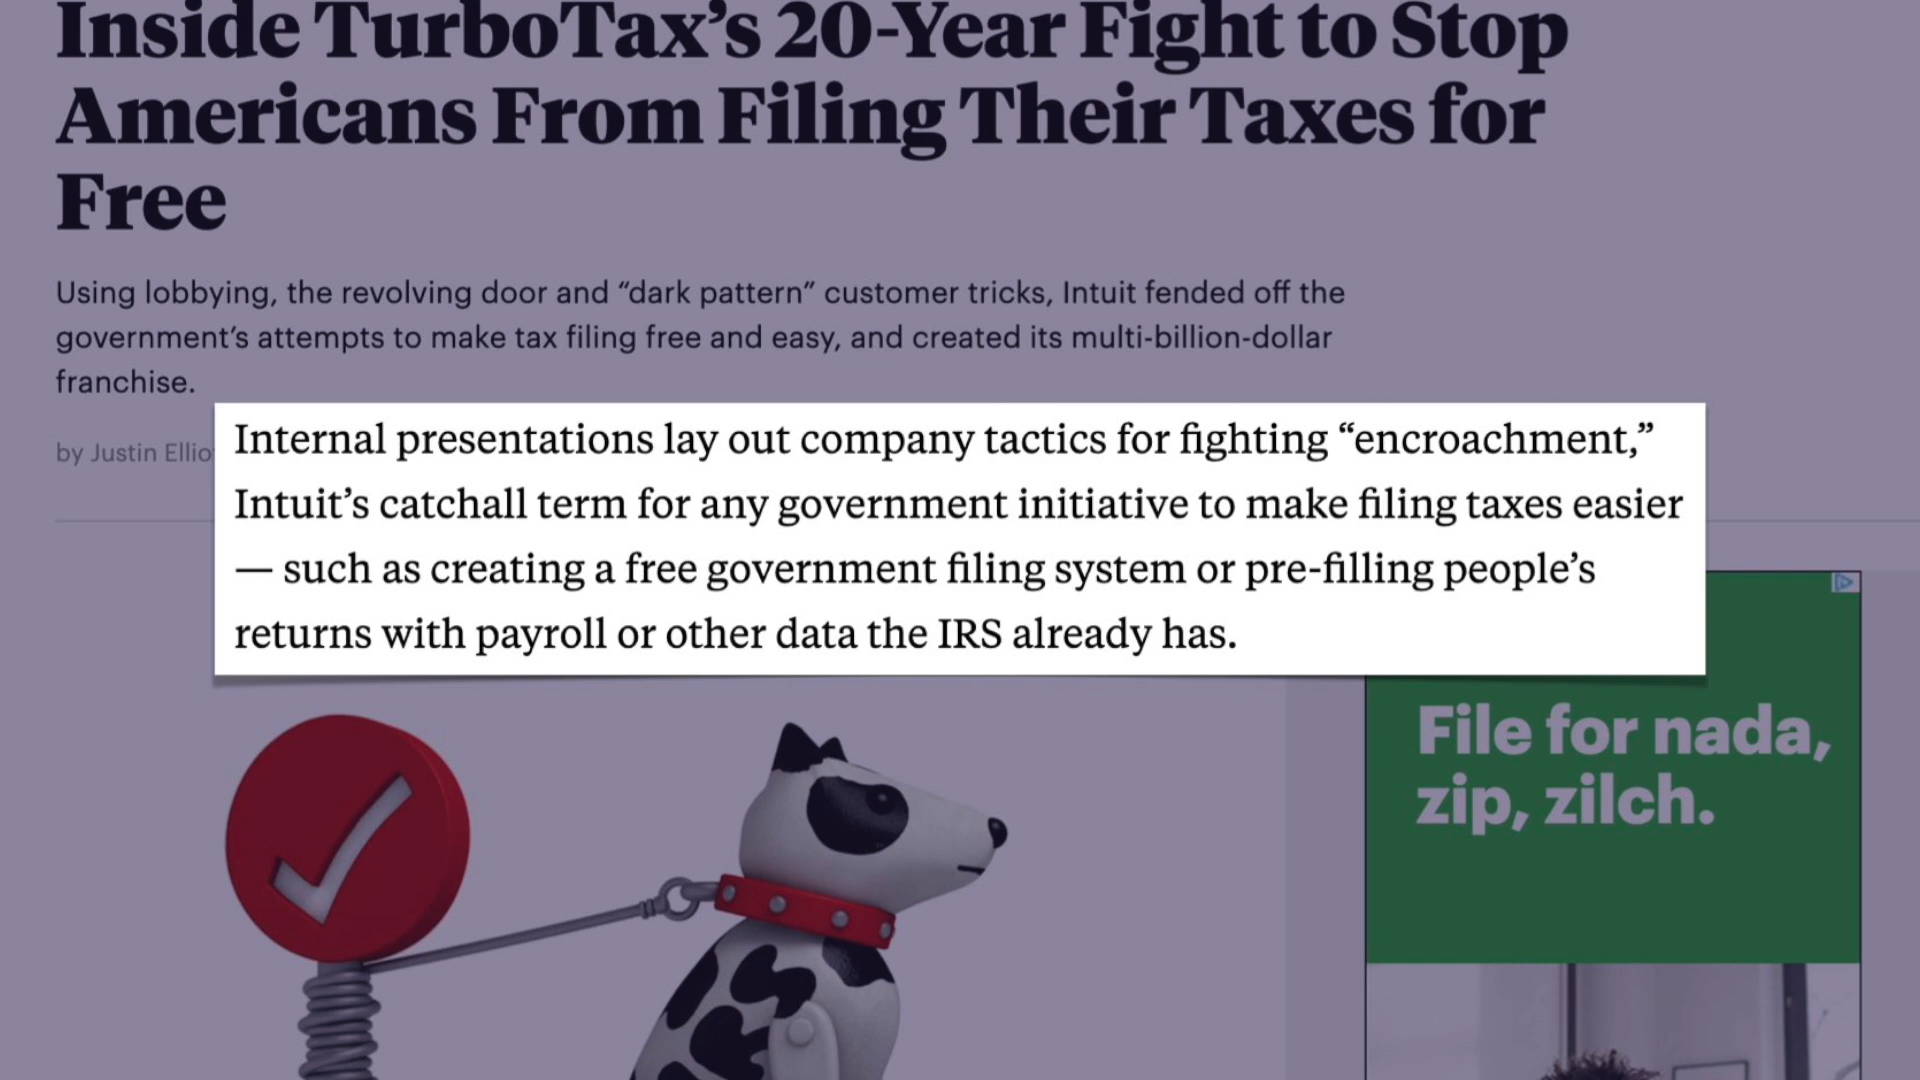 Inside TurboTax’s 20-Year Fight to Stop
Americans From Filing Their Taxes for
Free
Using lobbying, the revolving door and “dark pattern” customer tricks, Intuit fended off the
government’s attempts to make tax filing free and easy, and created its multi-billion-dollar
franchise.
by Justin
Internal presentations lay out company tactics for fighting “encroachment,”
Intuit’s catchall term for any government initiative to make filing taxes easier
— such as creating a free government filing system or pre-filling people’s
returns with payroll or other data the IRS already has.
File for nada,
zip, zilch.